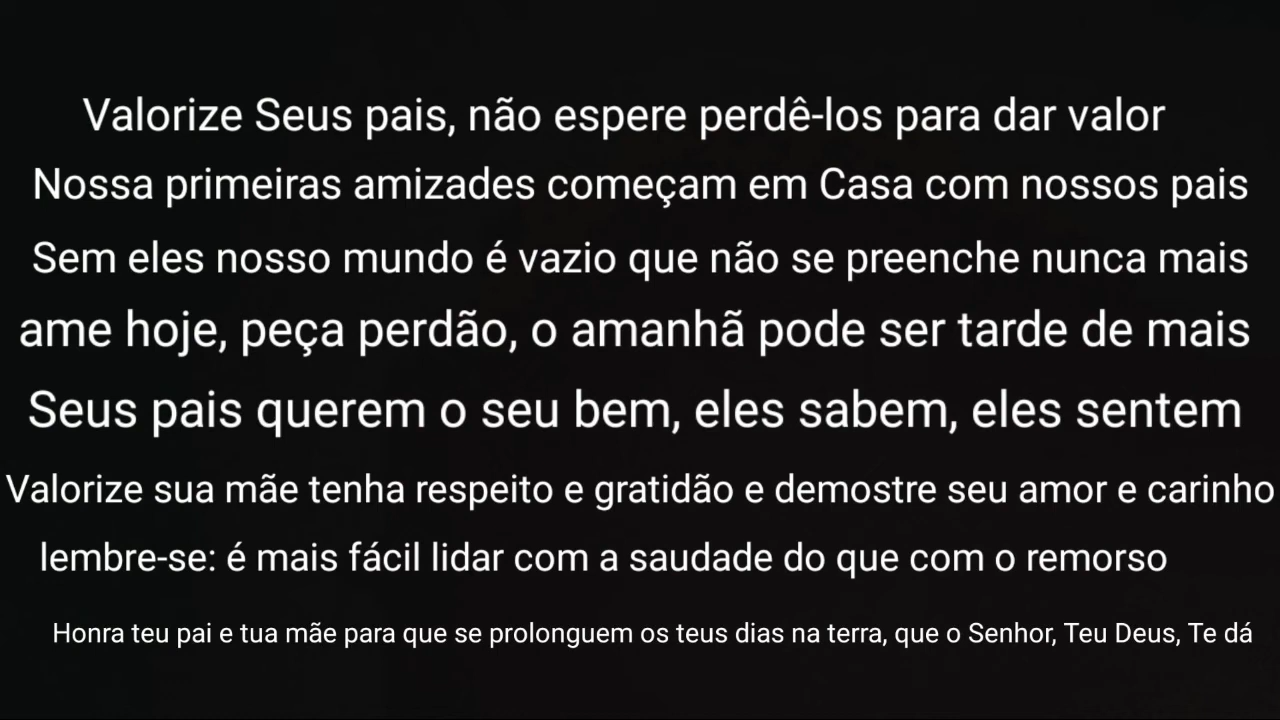 Valorize Seus pais, não espere perdê-los para dar valor
Nossa primeiras amizades começam em Casa com nossos pais
Sem eles nosso mundo é vazio que não se preenche nunca mais
ame hoje, peça perdão, o amanhã pode ser tarde de mais
Seus pais querem o seu bem, eles sabem, eles sentem
Valorize sua mãe tenha respeito e gratidão e demostre seu amor e carinho
lembre-se: é mais fácil lidar com a saudade do que com o remorso
Honra teu pai e tua mãe para que se prolonguem os teus dias na terra, que o Senhor, Teu Deus, Te dá